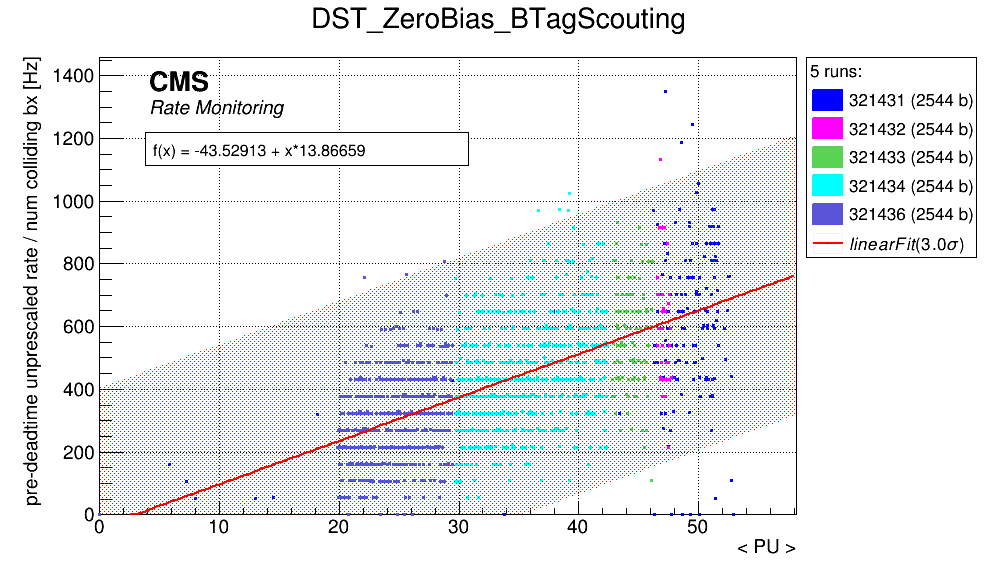 DST_ZeroBias_BTagScouting
pre-deadtime unprescaled rate / num colliding bx [Hz]
1400
1200
1000
800
600
400
200
0
CMS
Rate Monitoring
f(x) = -43.52913 + x*13.86659
0 10 20 30 40 50
< PU >
5 runs:
321431 (2544 b)
321432 (2544 b)
321433 (2544 b)
321434 (2544 b)
321436 (2544 b)
linearFit(3.0σ)